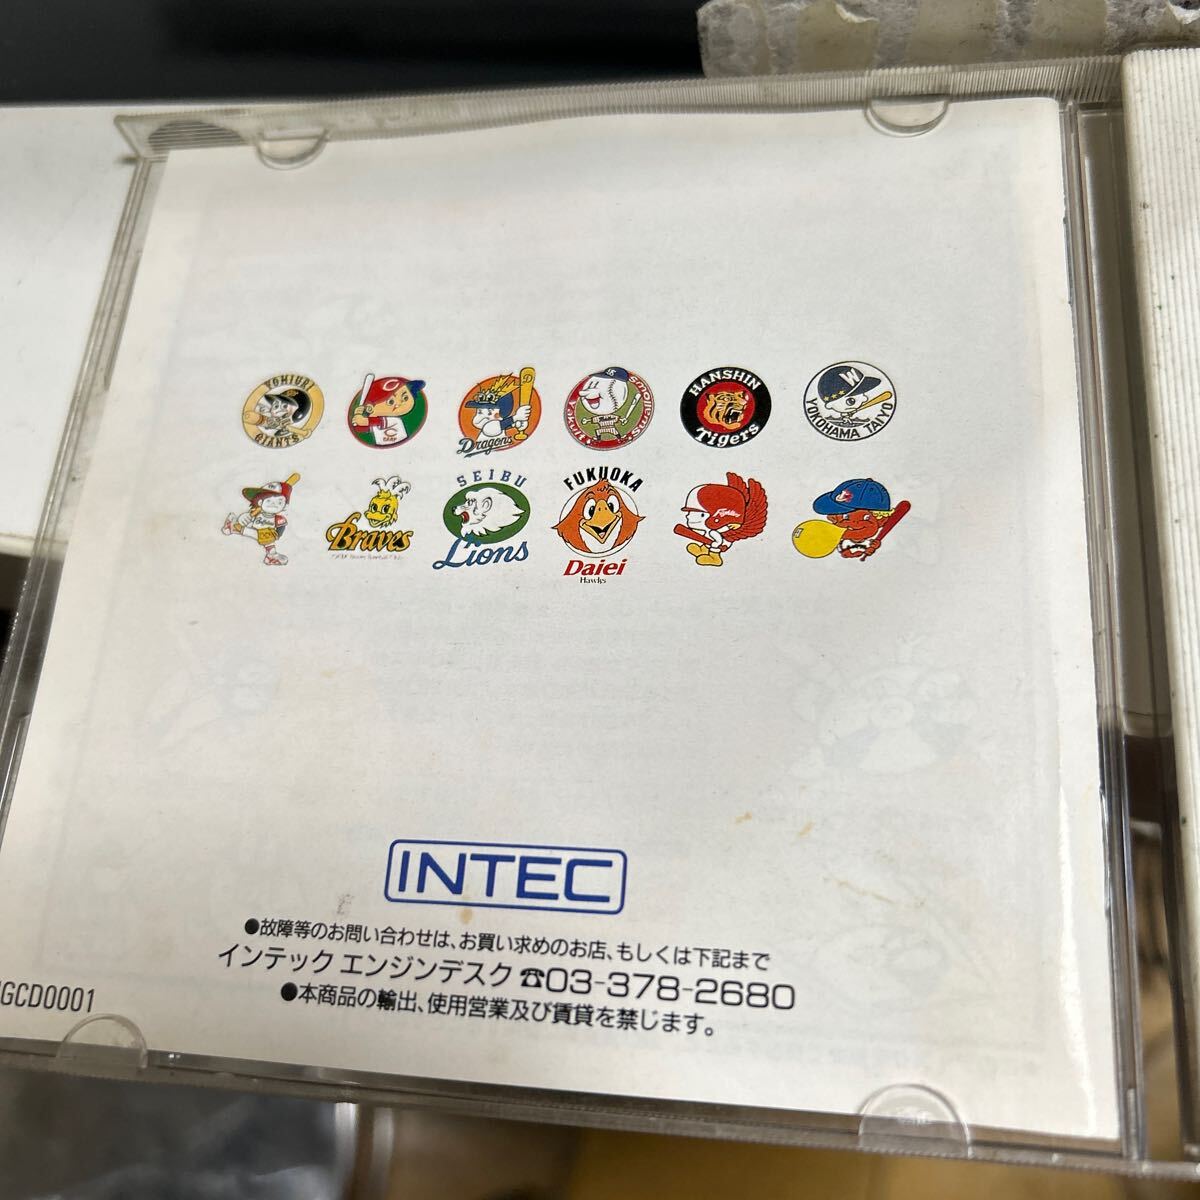 YOMIURI GIANTS
C CARP
D Dragons
Yakult Swallows
HANSHIN Tigers
W YOKOHAMA TAIYO
Braves
SEIBU Lions
FUKUOKA Daiei Hawks
Fighters
INTEC
●故障等のお問い合わせは、お買い求めのお店、もしくは下記まで
インテック エンジンデスク ☎03-378-2680
●本商品の輸出、使用営業及び賃貸を禁じます。
GCD0001